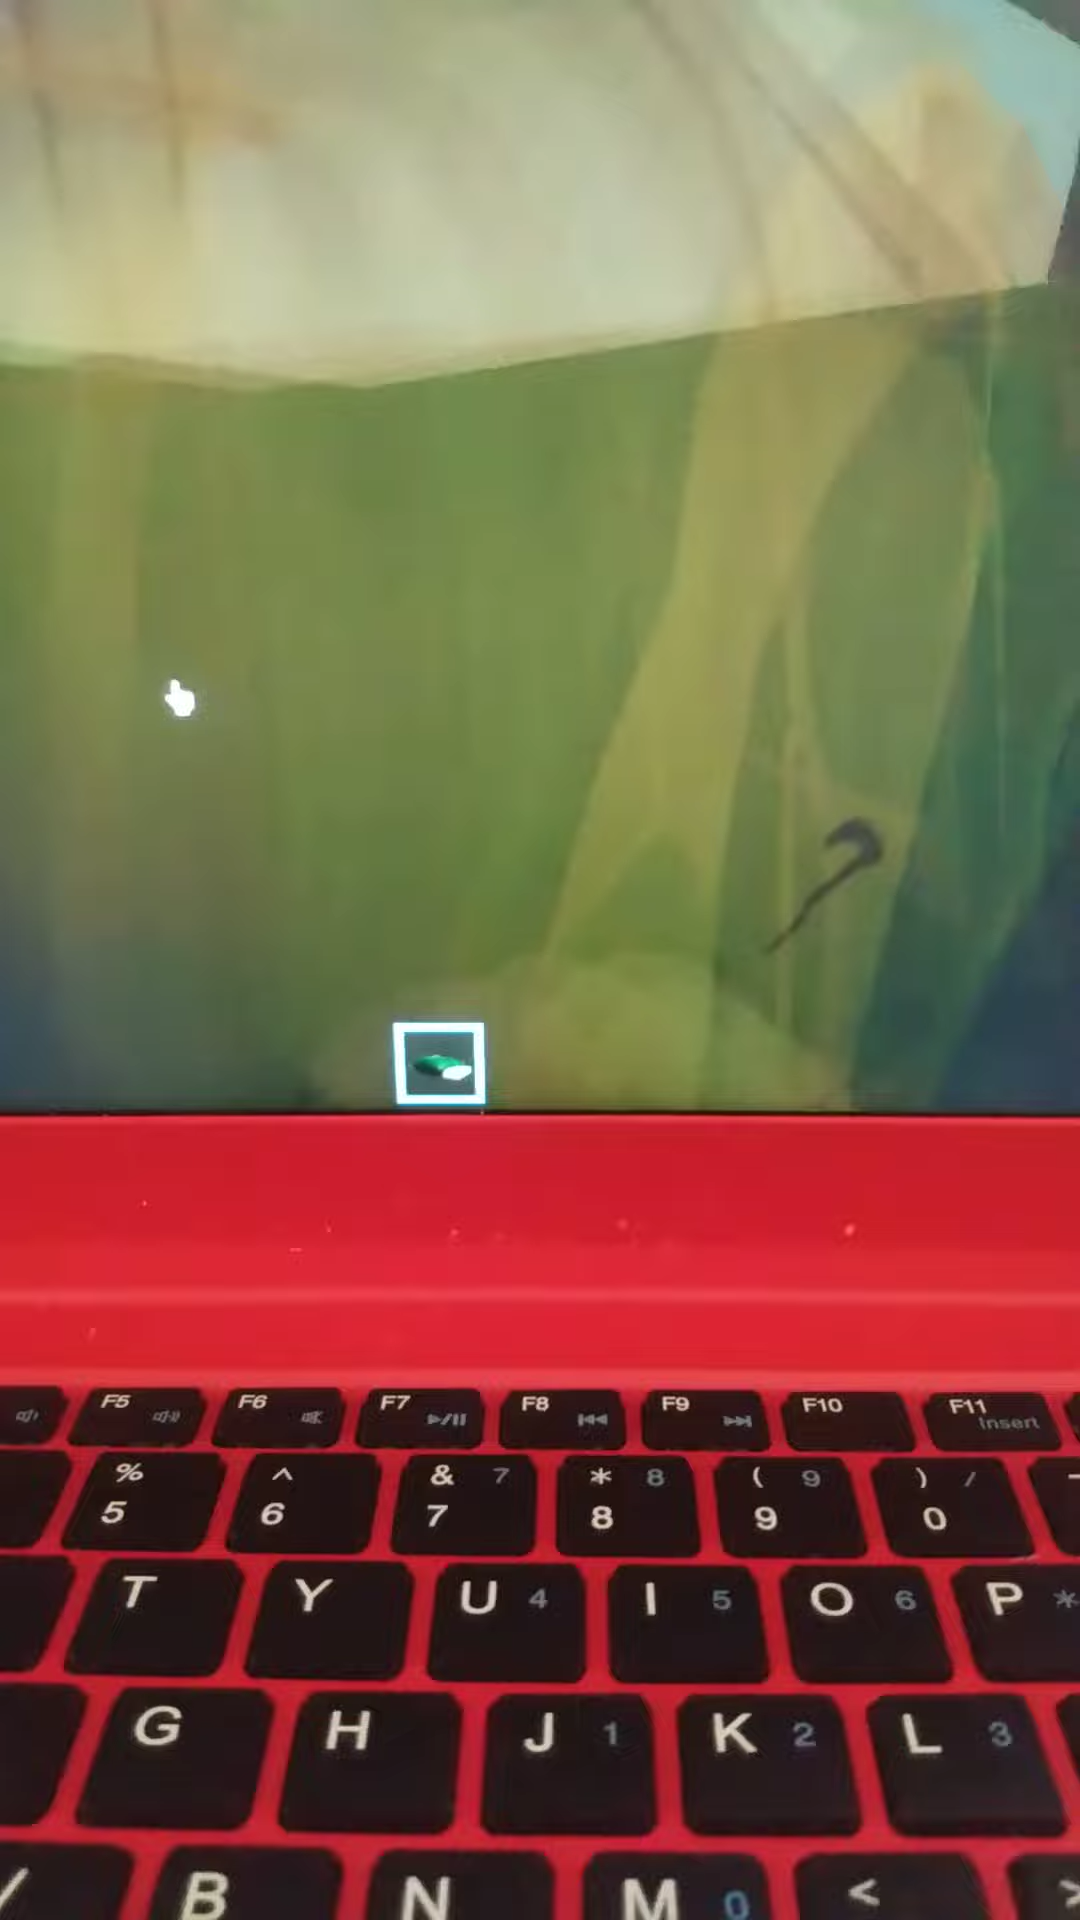 F5 F6 F7 F8 F9 F10 F11 Insert
% ^ & 7 * 8 ( 9 ) /
5 6 7 8 9 0
T Y U 4 I 5 O 6 P *
G H J 1 K 2 L 3
B N M 0 < >